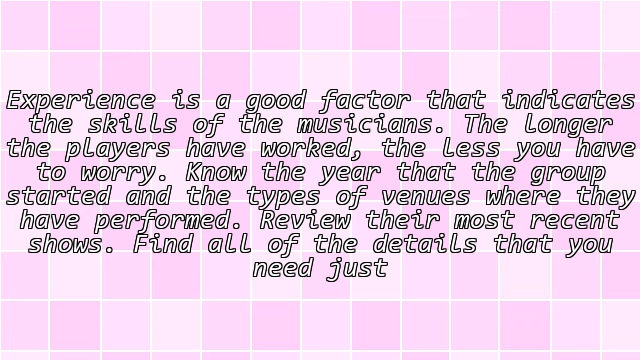 Experience is a good factor that indicates
the skills of the musicians. The longer
the players have worked, the less you have
to worry. Know the year that the group
started and the types of venues where they
have performed. Review their most recent
shows. Find all of the details that you
need just